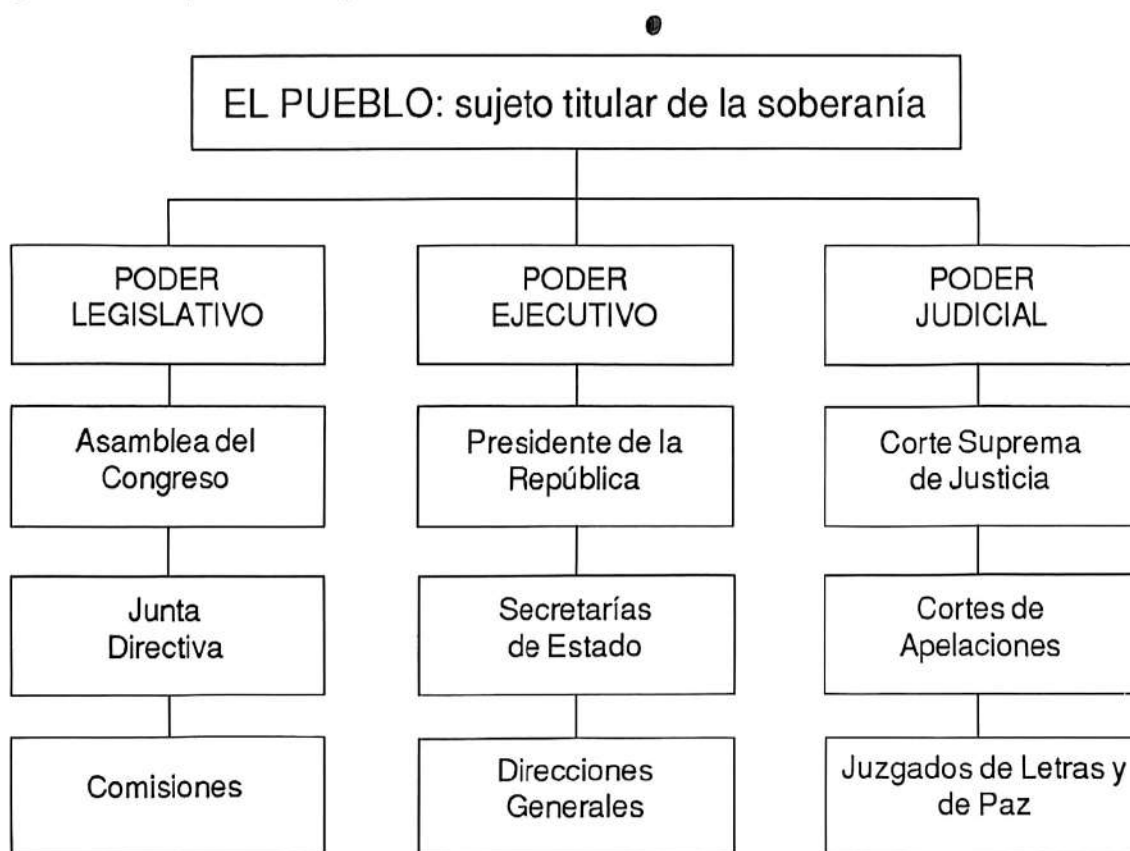 EL PUEBLO: sujeto titular de la soberanía
PODER
LEGISLATIVO
PODER
EJECUTIVO
PODER
JUDICIAL
Asamblea del
Congreso
Presidente de la
República
Corte Suprema
de Justicia
Junta
Directiva
Secretarías
de Estado
Cortes de
Apelaciones
Comisiones
Direcciones
Generales
Juzgados de Letras y
de Paz